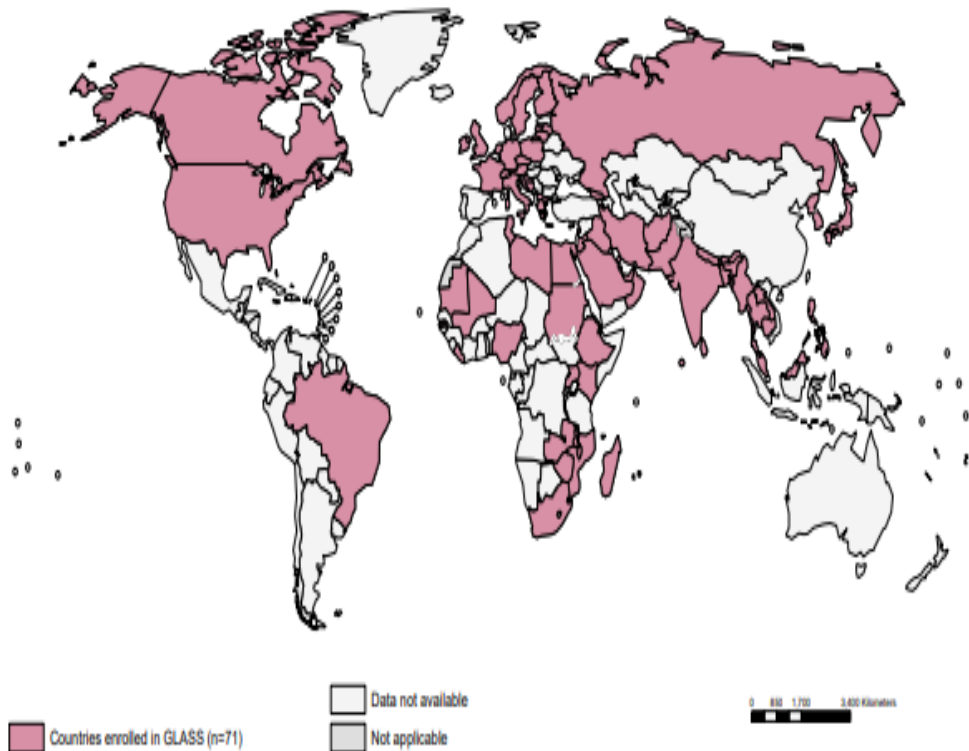 Data not available
0 850 1,700 3,400 Kilometers
Countries enrolled in GLASS (n=71)
Not applicable